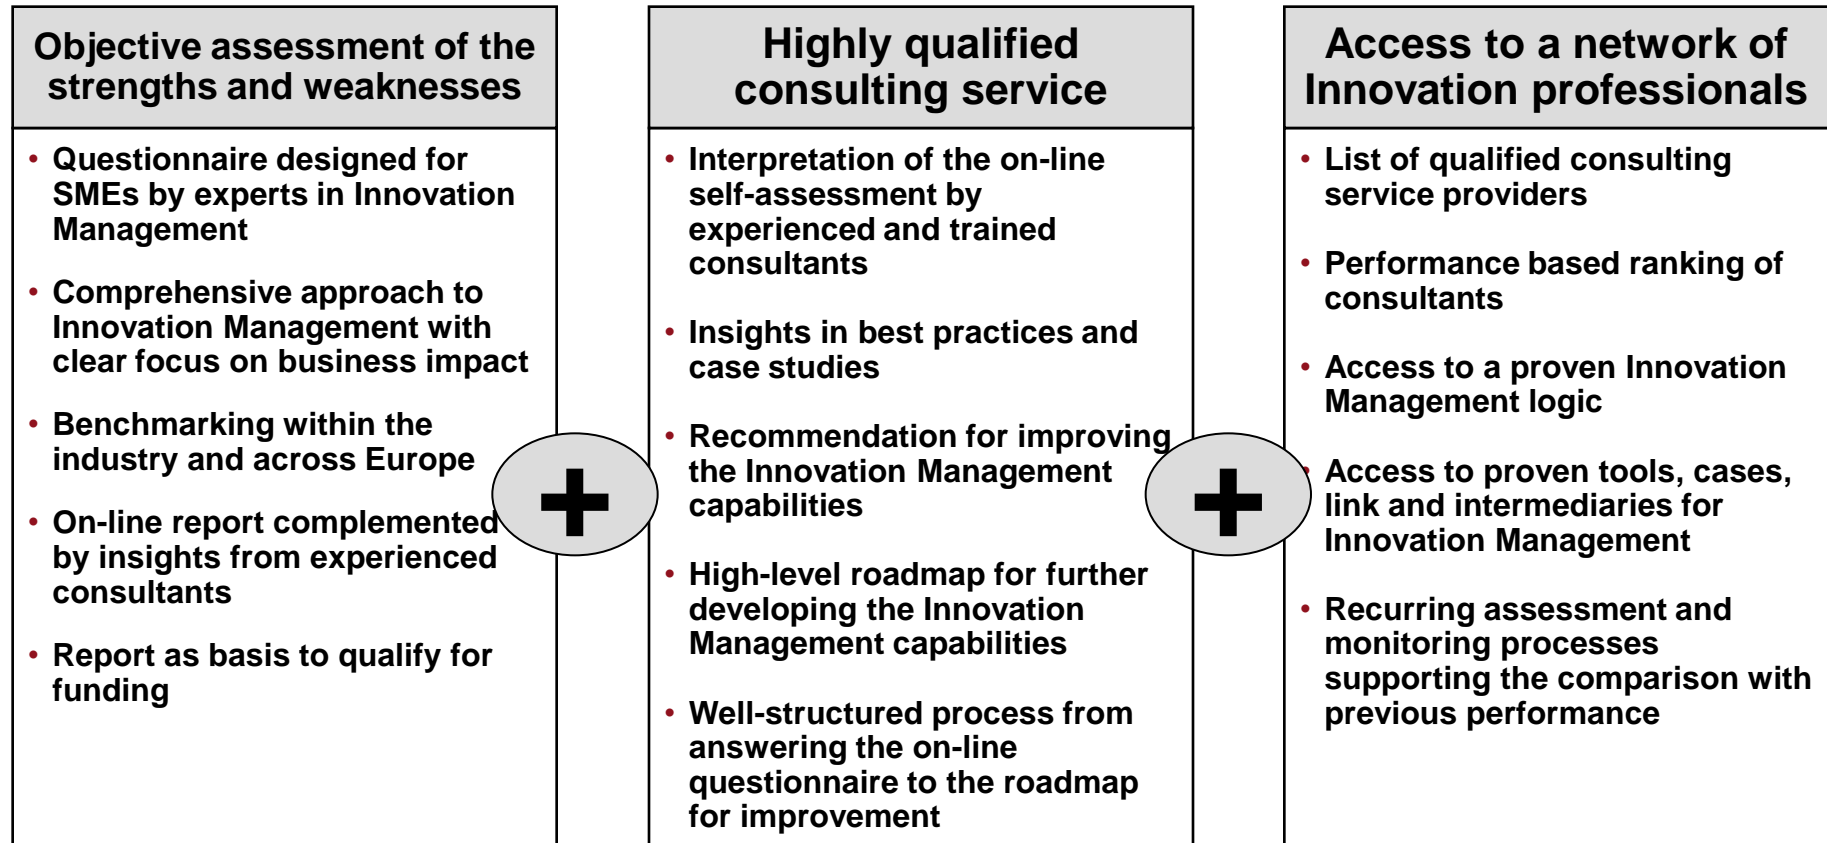 Objective assessment of the
strengths and weaknesses
• Questionnaire designed for
SMEs by experts in Innovation
Management
• Comprehensive approach to
Innovation Management with
clear focus on business impact
• Benchmarking within the
industry and across Europe
• On-line report complemented
by insights from experienced
consultants
• Report as basis to qualify for
funding
+
Highly qualified
consulting service
• Interpretation of the on-line
self-assessment by
experienced and trained
consultants
• Insights in best practices and
case studies
• Recommendation for improving
the Innovation Management
capabilities
• High-level roadmap for further
developing the Innovation
Management capabilities
• Well-structured process from
answering the on-line
questionnaire to the roadmap
for improvement
+
Access to a network of
Innovation professionals
• List of qualified consulting
service providers
• Performance based ranking of
consultants
• Access to a proven Innovation
Management logic
• Access to proven tools, cases,
link and intermediaries for
Innovation Management
• Recurring assessment and
monitoring processes
supporting the comparison with
previous performance